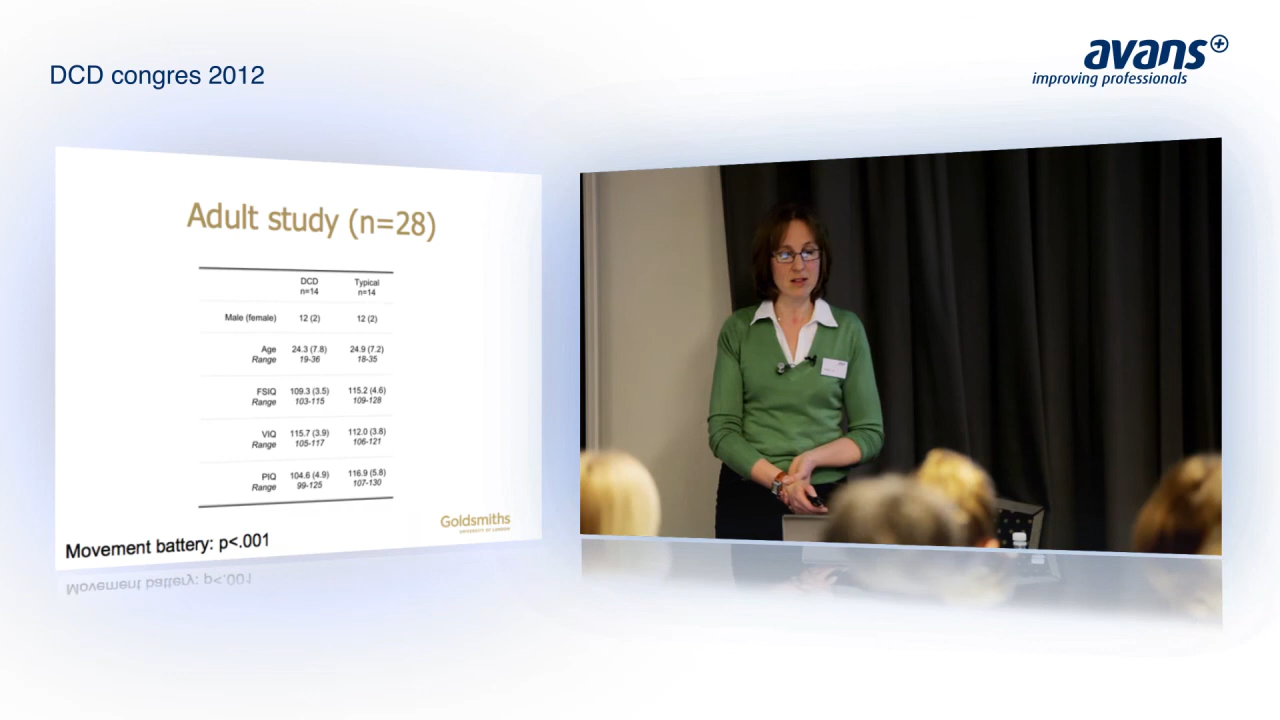 DCD congres 2012
avans+
improving professionals
Adult study (n=28)
DCD Typical
n=14 n=14
Male (female) 12 (2) 12 (2)
Age 24.3 (7.8) 24.9 (7.2)
Range 19-36 18-35
FSIQ 109.3 (3.5) 115.2 (4.6)
Range 103-115 109-128
VIQ 115.7 (3.9) 112.0 (3.8)
Range 105-117 106-121
PIQ 104.6 (4.9) 116.9 (5.8)
Range 99-125 107-130
Goldsmiths
UNIVERSITY OF LONDON
Movement battery: p<.001